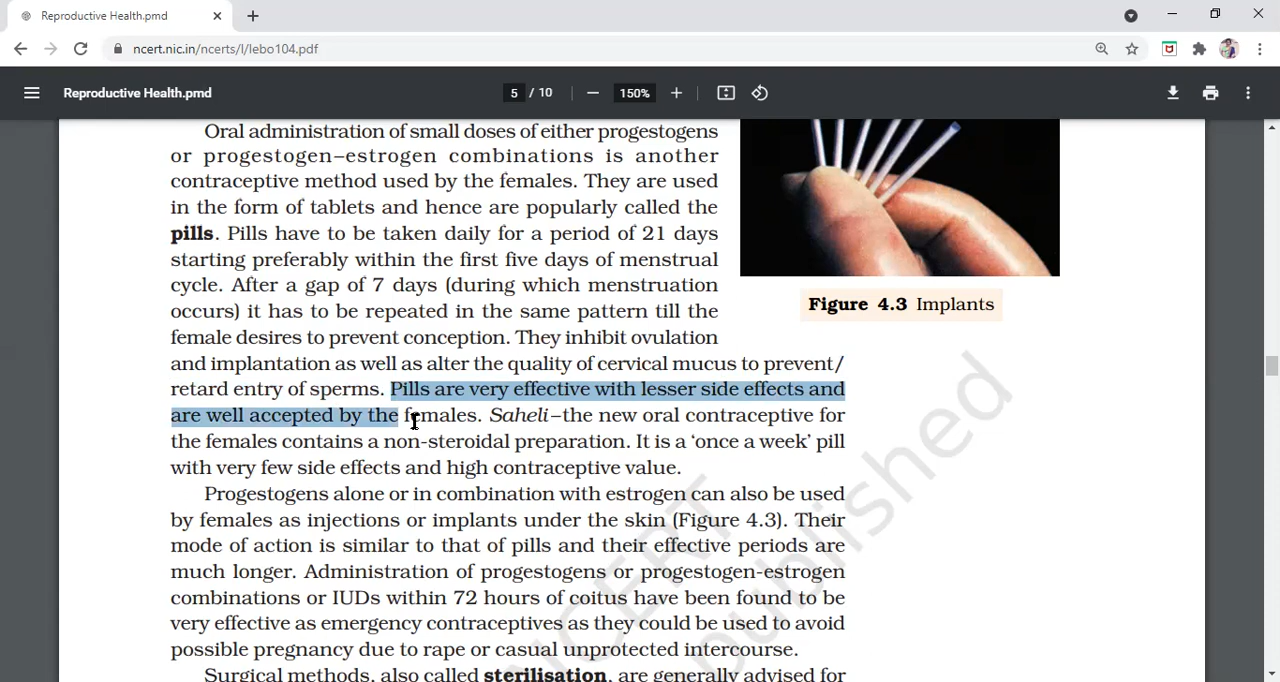 Reproductive Health.pmd
ncert.nic.in/ncerts/l/lebo104.pdf
Reproductive Health.pmd
5 / 10
150%
Oral administration of small doses of either progestogens
or progestogen–estrogen combinations is another
contraceptive method used by the females. They are used
in the form of tablets and hence are popularly called the
pills. Pills have to be taken daily for a period of 21 days
starting preferably within the first five days of menstrual
cycle. After a gap of 7 days (during which menstruation
occurs) it has to be repeated in the same pattern till the
female desires to prevent conception. They inhibit ovulation
and implantation as well as alter the quality of cervical mucus to prevent/
retard entry of sperms. Pills are very effective with lesser side effects and
are well accepted by the females. Saheli–the new oral contraceptive for
the females contains a non-steroidal preparation. It is a ‘once a week’ pill
with very few side effects and high contraceptive value.
Figure 4.3 Implants
Progestogens alone or in combination with estrogen can also be used
by females as injections or implants under the skin (Figure 4.3). Their
mode of action is similar to that of pills and their effective periods are
much longer. Administration of progestogens or progestogen-estrogen
combinations or IUDs within 72 hours of coitus have been found to be
very effective as emergency contraceptives as they could be used to avoid
possible pregnancy due to rape or casual unprotected intercourse.
Surgical methods, also called sterilisation, are generally advised for
NCERT
published